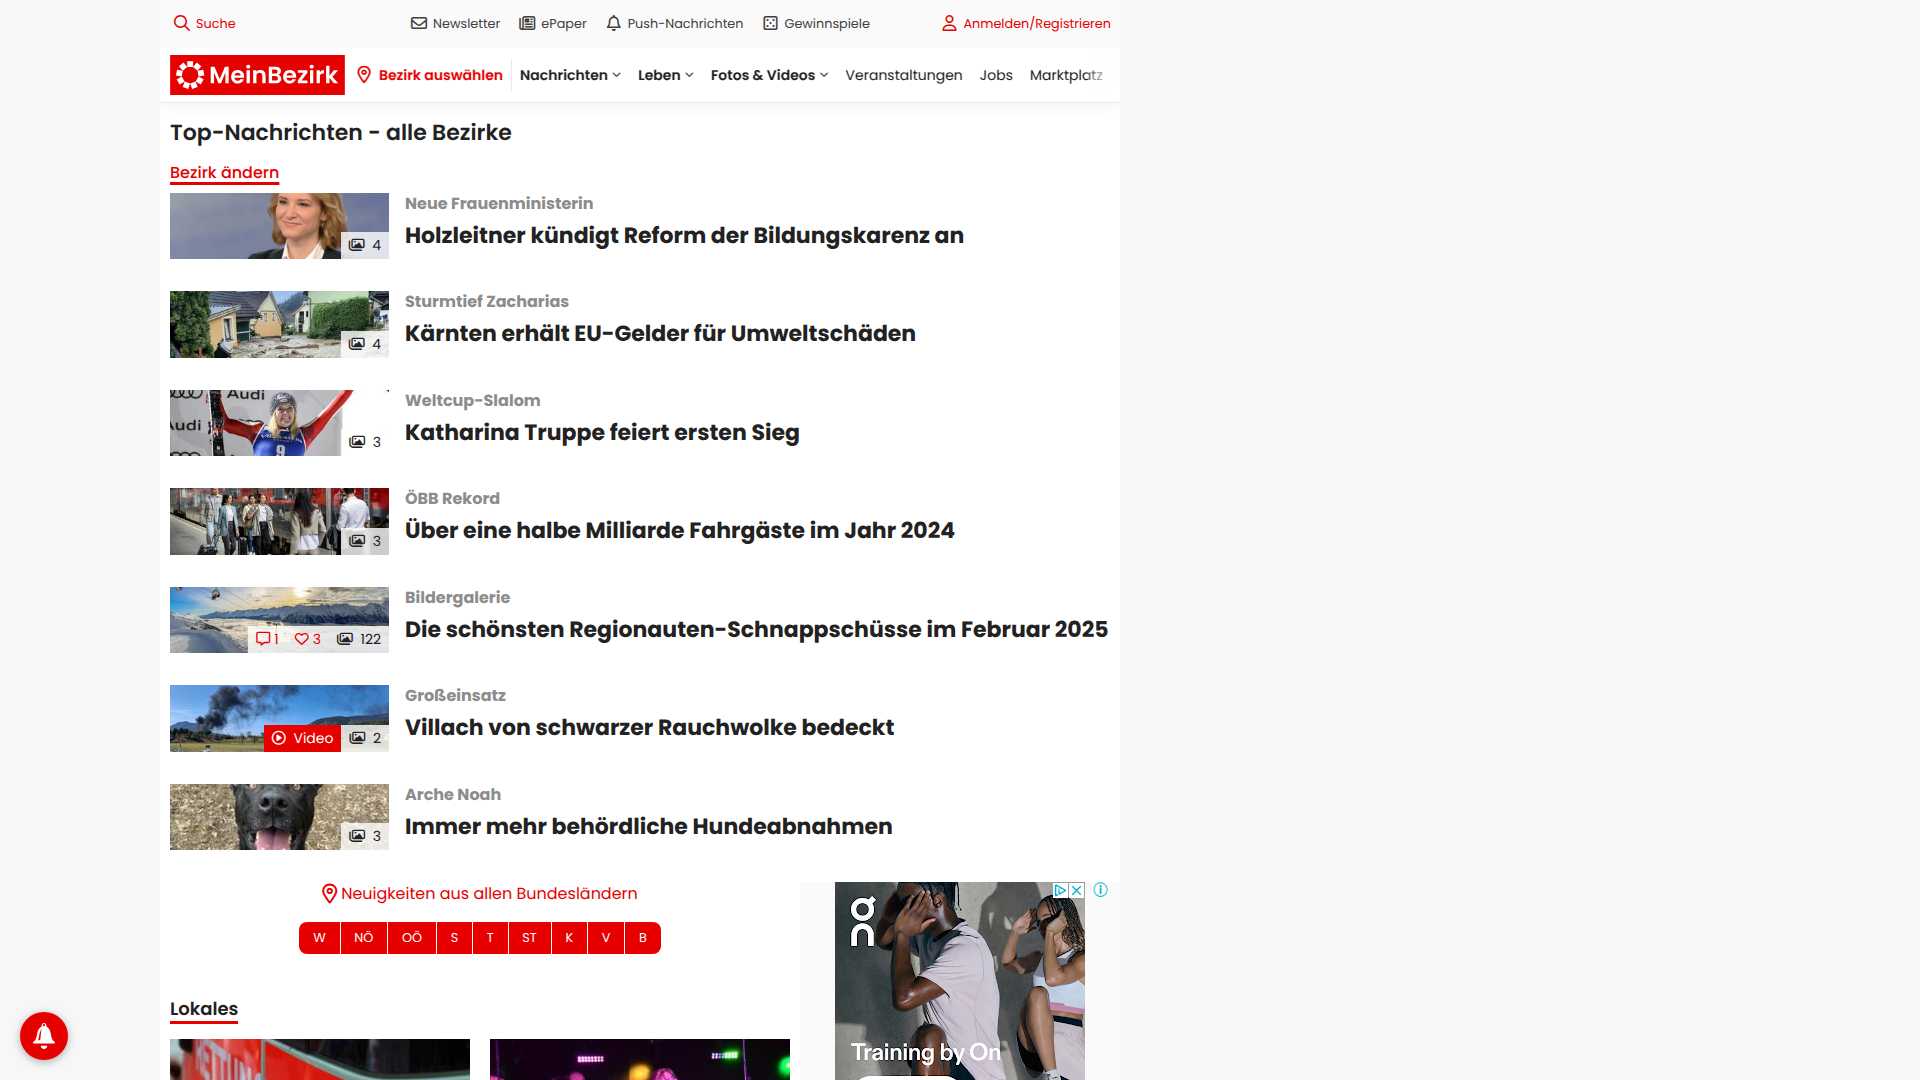 Suche
Newsletter
ePaper
Push-Nachrichten
Gewinnspiele
Anmelden/Registrieren
MeinBezirk
Bezirk auswählen
Nachrichten
Leben
Fotos & Videos
Veranstaltungen
Jobs
Marktplatz
Top-Nachrichten - alle Bezirke
Bezirk ändern
4
Neue Frauenministerin
Holzleitner kündigt Reform der Bildungskarenz an
4
Sturmtief Zacharias
Kärnten erhält EU-Gelder für Umweltschäden
Audi
Audi
9
3
Weltcup-Slalom
Katharina Truppe feiert ersten Sieg
3
ÖBB Rekord
Über eine halbe Milliarde Fahrgäste im Jahr 2024
1 3 122
Bildergalerie
Die schönsten Regionauten-Schnappschüsse im Februar 2025
Video 2
Großeinsatz
Villach von schwarzer Rauchwolke bedeckt
3
Arche Noah
Immer mehr behördliche Hundeabnahmen
Neuigkeiten aus allen Bundesländern
W NÖ OÖ S T ST K V B
On
Training by On
Lokales